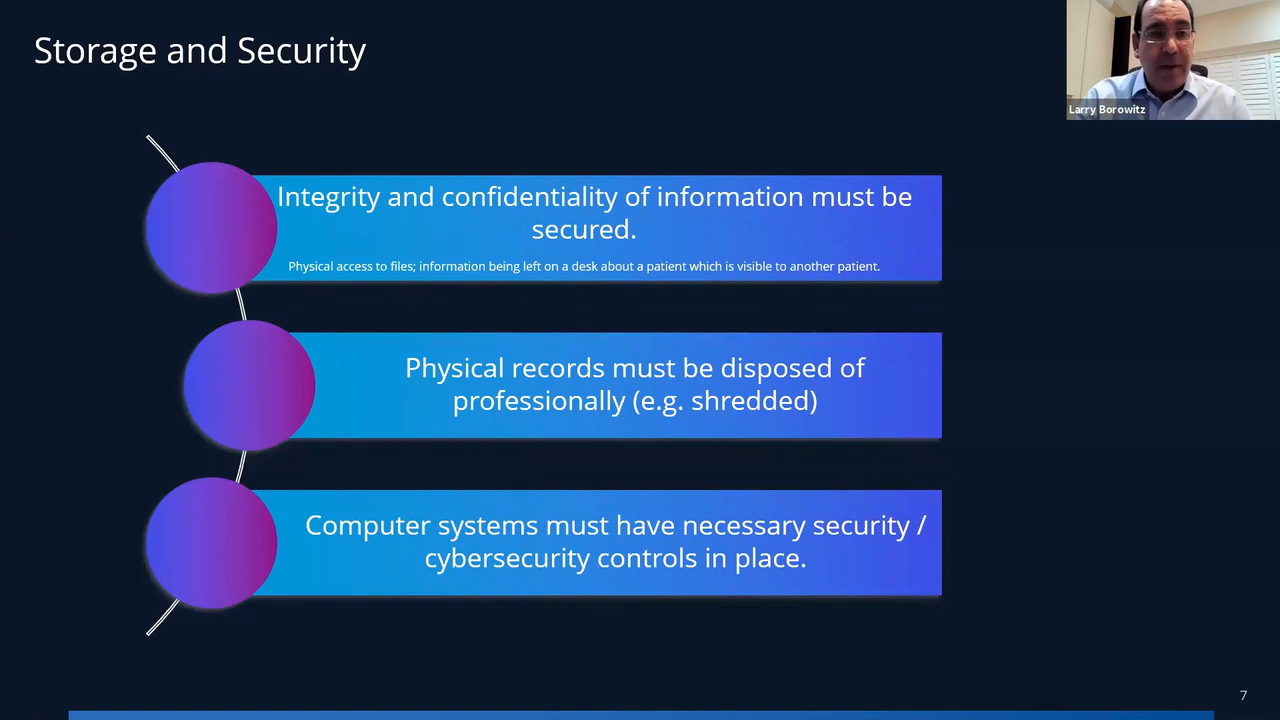 Storage and Security
Larry Borowitz
Integrity and confidentiality of information must be
secured.
Physical access to files; information being left on a desk about a patient which is visible to another patient.
Physical records must be disposed of
professionally (e.g. shredded)
Computer systems must have necessary security /
cybersecurity controls in place.
7